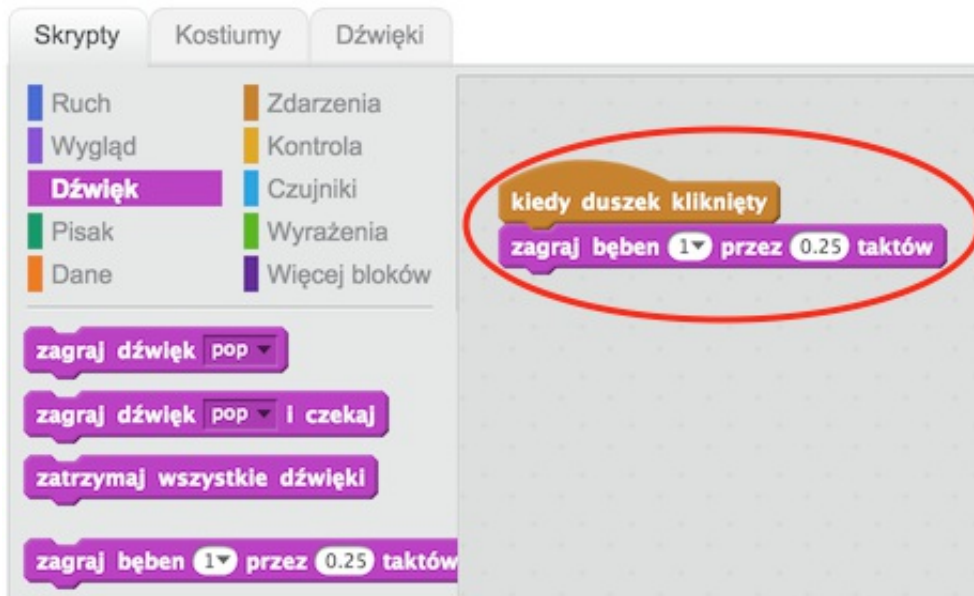 Skrypty Kostiumy Dźwięki
Ruch Zdarzenia
Wygląd Kontrola
Dźwięk Czujniki
Pisak Wyrażenia
Dane Więcej bloków
zagraj dźwięk pop
zagraj dźwięk pop i czekaj
zatrzymaj wszystkie dźwięki
zagraj bęben 1 przez 0.25 taktów
kiedy duszek kliknięty
zagraj bęben 1 przez 0.25 taktów